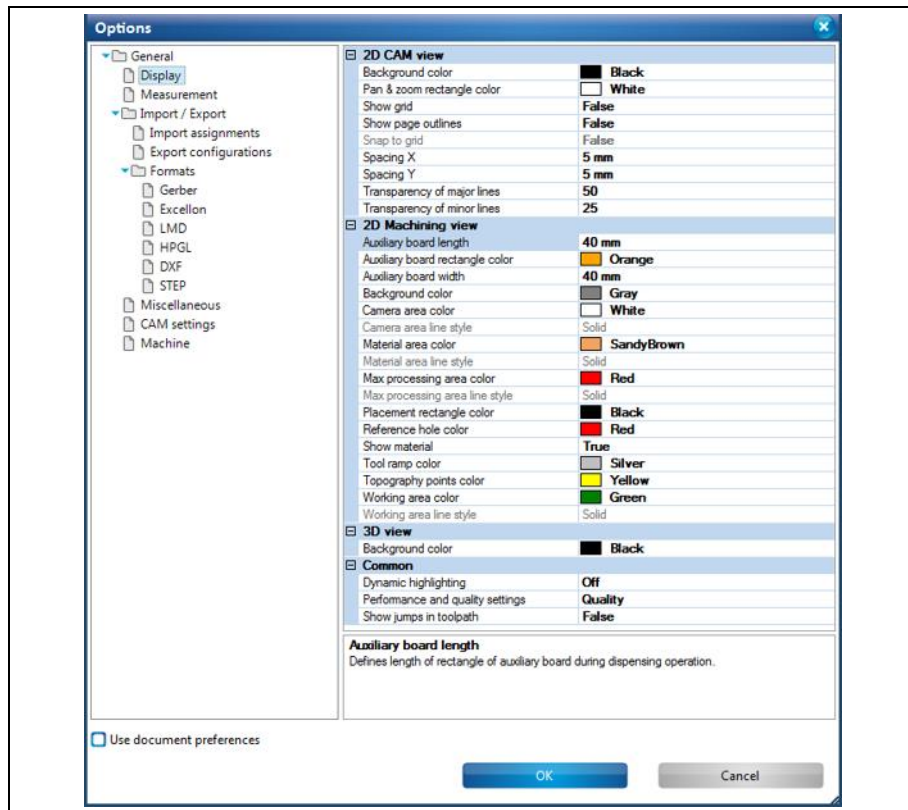 Options
General
Display
Measurement
Import / Export
Import assignments
Export configurations
Formats
Gerber
Excellon
LMD
HPGL
DXF
STEP
Miscellaneous
CAM settings
Machine
2D CAM view
Background color Black
Pan & zoom rectangle color White
Show grid False
Show page outlines False
Snap to grid False
Spacing X 5 mm
Spacing Y 5 mm
Transparency of major lines 50
Transparency of minor lines 25
2D Machining view
Auxiliary board length 40 mm
Auxiliary board rectangle color Orange
Auxiliary board width 40 mm
Background color Gray
Camera area color White
Camera area line style Solid
Material area color SandyBrown
Material area line style Solid
Max processing area color Red
Max processing area line style Solid
Placement rectangle color Black
Reference hole color Red
Show material True
Tool ramp color Silver
Topography points color Yellow
Working area color Green
Working area line style Solid
3D view
Background color Black
Common
Dynamic highlighting Off
Performance and quality settings Quality
Show jumps in toolpath False
Auxiliary board length
Defines length of rectangle of auxiliary board during dispensing operation.
Use document preferences
OK Cancel